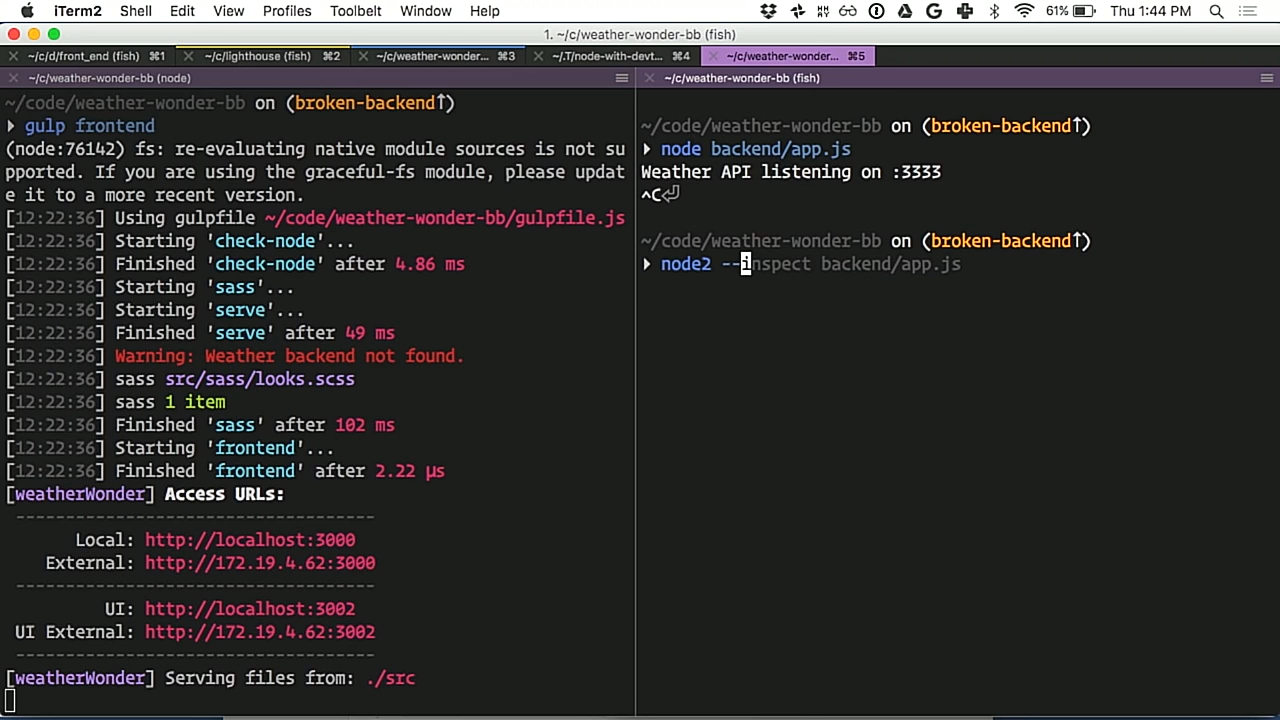 iTerm2 Shell Edit View Profiles Toolbelt Window Help 61% Thu 1:44 PM
1. ~/c/weather-wonder-bb (fish)
~/c/d/front_end (fish) ⌘1 ~/c/lighthouse (fish) ⌘2 ~/c/weather-wonder... ⌘3 ~/.T/node-with-devt... ⌘4 ~/c/weather-wonder... ⌘5
~/c/weather-wonder-bb (node)
~/code/weather-wonder-bb on (broken-backend↑)
gulp frontend
(node:76142) fs: re-evaluating native module sources is not su
pported. If you are using the graceful-fs module, please updat
e it to a more recent version.
[12:22:36] Using gulpfile ~/code/weather-wonder-bb/gulpfile.js
[12:22:36] Starting 'check-node'...
[12:22:36] Finished 'check-node' after 4.86 ms
[12:22:36] Starting 'sass'...
[12:22:36] Starting 'serve'...
[12:22:36] Finished 'serve' after 49 ms
[12:22:36] Warning: Weather backend not found.
[12:22:36] sass src/sass/looks.scss
[12:22:36] sass 1 item
[12:22:36] Finished 'sass' after 102 ms
[12:22:36] Starting 'frontend'...
[12:22:36] Finished 'frontend' after 2.22 μs
[weatherWonder] Access URLs:
------------------------------------
Local: http://localhost:3000
External: http://172.19.4.62:3000
------------------------------------
UI: http://localhost:3002
UI External: http://172.19.4.62:3002
------------------------------------
[weatherWonder] Serving files from: ./src
~/c/weather-wonder-bb (fish)
~/code/weather-wonder-bb on (broken-backend↑)
node backend/app.js
Weather API listening on :3333
^C⏎
~/code/weather-wonder-bb on (broken-backend↑)
node2 --inspect backend/app.js